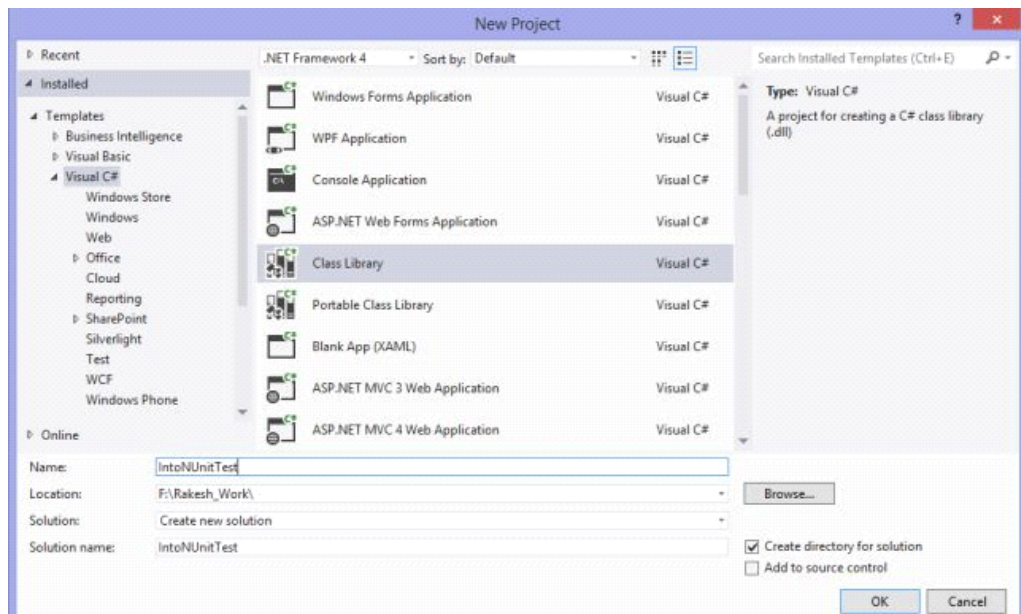 New Project
?
Recent
Installed
Templates
Business Intelligence
Visual Basic
Visual C#
Windows Store
Windows
Web
Office
Cloud
Reporting
SharePoint
Silverlight
Test
WCF
Windows Phone
Online
.NET Framework 4 Sort by: Default
Windows Forms Application Visual C#
WPF Application Visual C#
Console Application Visual C#
ASP.NET Web Forms Application Visual C#
Class Library Visual C#
Portable Class Library Visual C#
Blank App (XAML) Visual C#
ASP.NET MVC 3 Web Application Visual C#
ASP.NET MVC 4 Web Application Visual C#
Search Installed Templates (Ctrl+E)
Type: Visual C#
A project for creating a C# class library
(.dll)
Name: IntoNUnitTest
Location: F:\Rakesh_Work\ Browse...
Solution: Create new solution
Solution name: IntoNUnitTest
Create directory for solution
Add to source control
OK Cancel